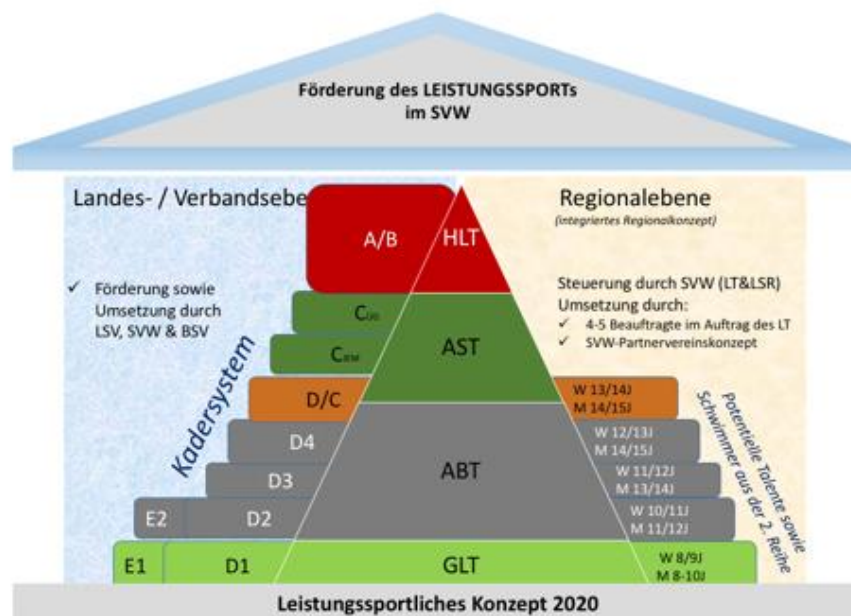 Förderung des LEISTUNGSSPORTs
im SVW
Landes- / Verbandsebe
Regionalebene
(integriertes Regionalkonzept)
A/B
HLT
✓ Förderung sowie
Umsetzung durch
LSV, SVW & BSV
Steuerung durch SVW (LT&LSR)
Umsetzung durch:
✓ 4-5 Beauftragte im Auftrag des LT
✓ SVW-Partnervereinskonzept
Kadersystem
C
C
AST
D/C
W 13/14J
M 14/15J
D4
W 12/13J
M 14/15J
D3
ABT
W 11/12J
M 13/14J
E2
D2
W 10/11J
M 11/12J
E1
D1
GLT
W 8/9J
M 8-10J
Potentielle Talente sowie
Schwimmer aus der 2. Reihe
Leistungssportliches Konzept 2020